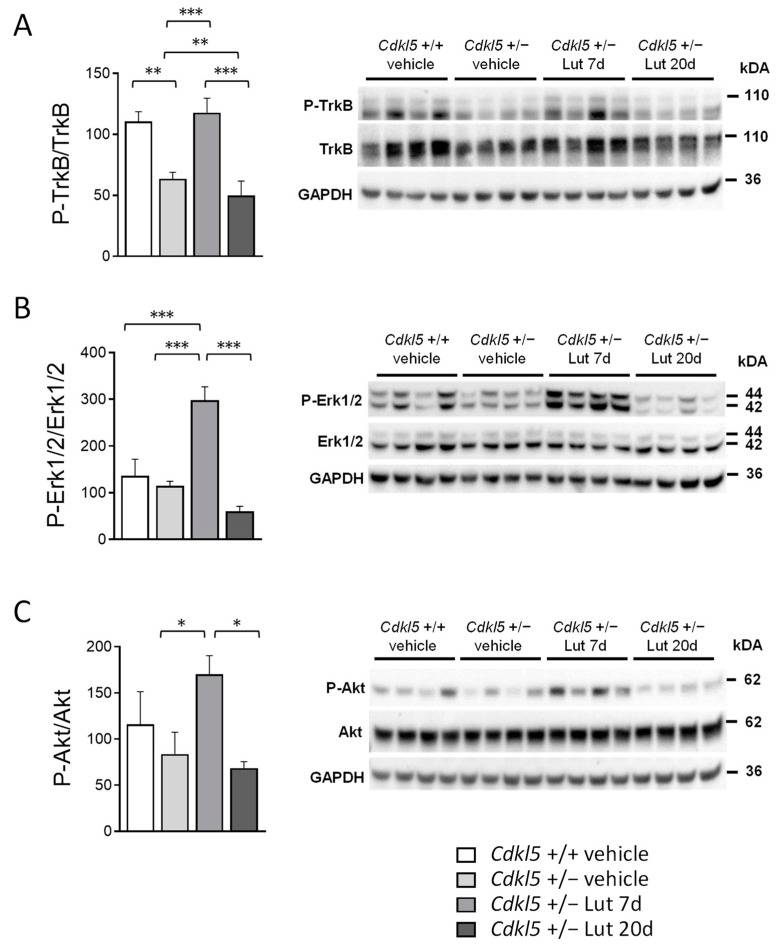 A
***
**
**
***
P-TrkB/TrkB
150
100
50
0
Cdkl5 +/+ vehicle
Cdkl5 +/− vehicle
Cdkl5 +/− Lut 7d
Cdkl5 +/− Lut 20d
kDA
P-TrkB
110
TrkB
110
GAPDH
36
B
***
***
***
P-Erk1/2/Erk1/2
400
300
200
100
0
Cdkl5 +/+ vehicle
Cdkl5 +/− vehicle
Cdkl5 +/− Lut 7d
Cdkl5 +/− Lut 20d
kDA
P-Erk1/2
44
42
Erk1/2
44
42
GAPDH
36
C
*
*
P-Akt/Akt
200
150
100
50
0
Cdkl5 +/+ vehicle
Cdkl5 +/− vehicle
Cdkl5 +/− Lut 7d
Cdkl5 +/− Lut 20d
kDA
P-Akt
62
Akt
62
GAPDH
36
Cdkl5 +/+ vehicle
Cdkl5 +/− vehicle
Cdkl5 +/− Lut 7d
Cdkl5 +/− Lut 20d